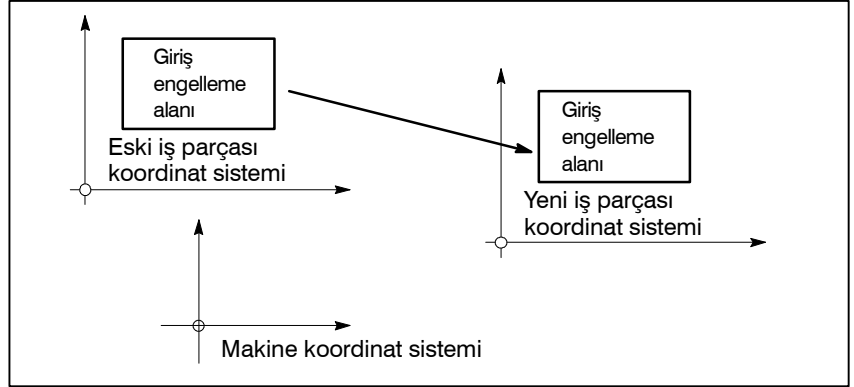 Giriş
engelleme
alanı
Eski iş parçası
koordinat sistemi
Giriş
engelleme
alanı
Yeni iş parçası
koordinat sistemi
Makine koordinat sistemi